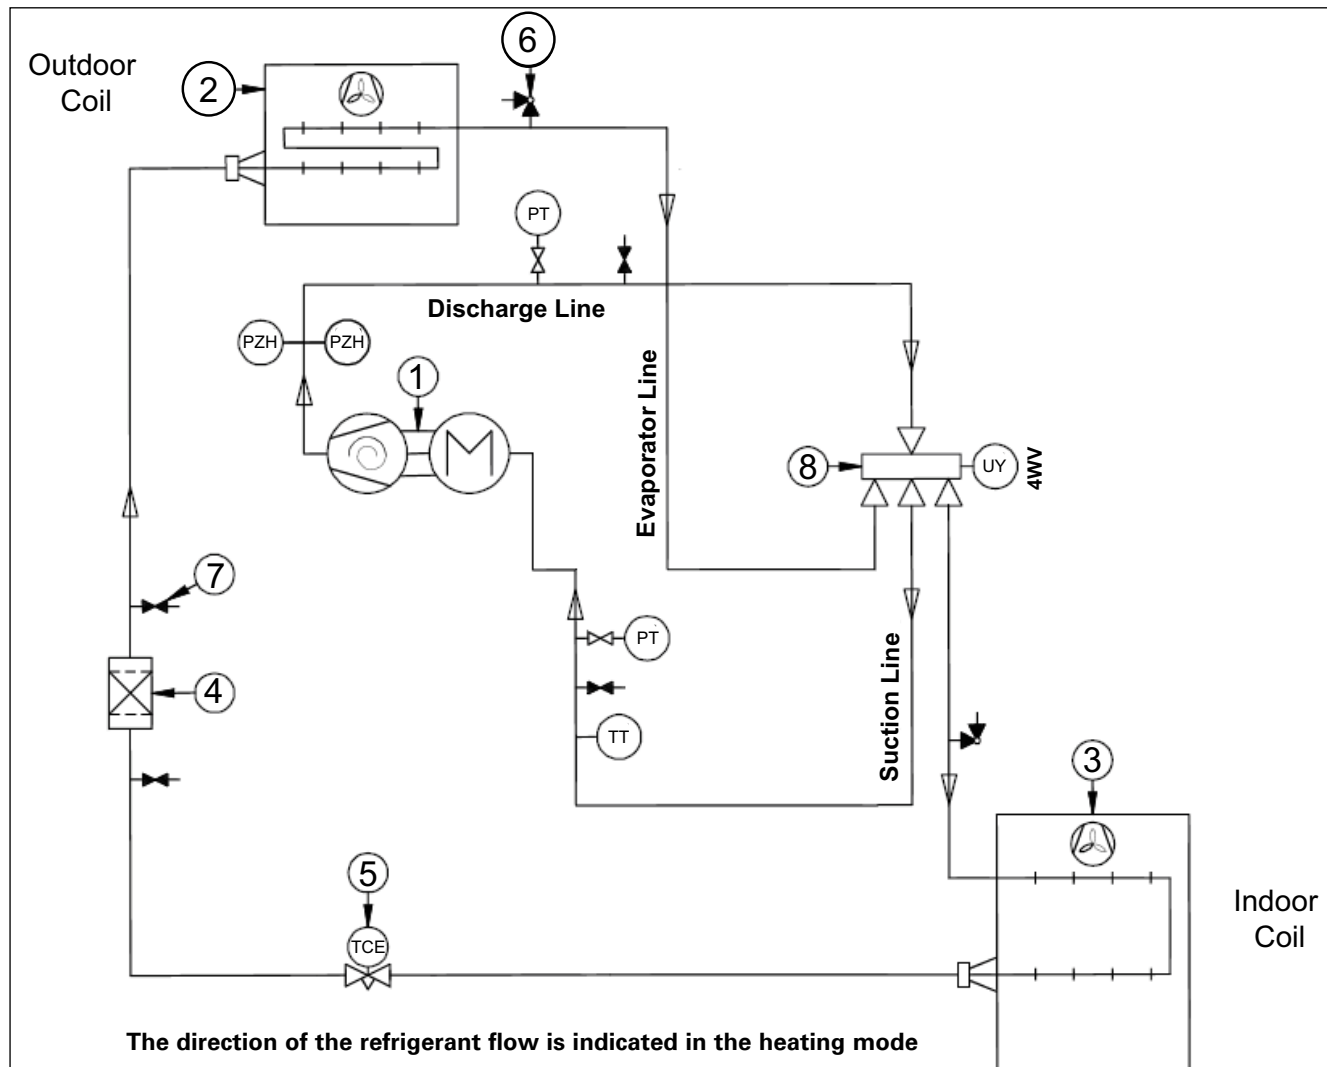 Outdoor
Coil
2
6
PT
Discharge Line
PZH
PZH
1
M
Evaporator Line
8
UY
4WV
7
4
PT
TT
Suction Line
3
5
TCE
Indoor
Coil
The direction of the refrigerant flow is indicated in the heating mode